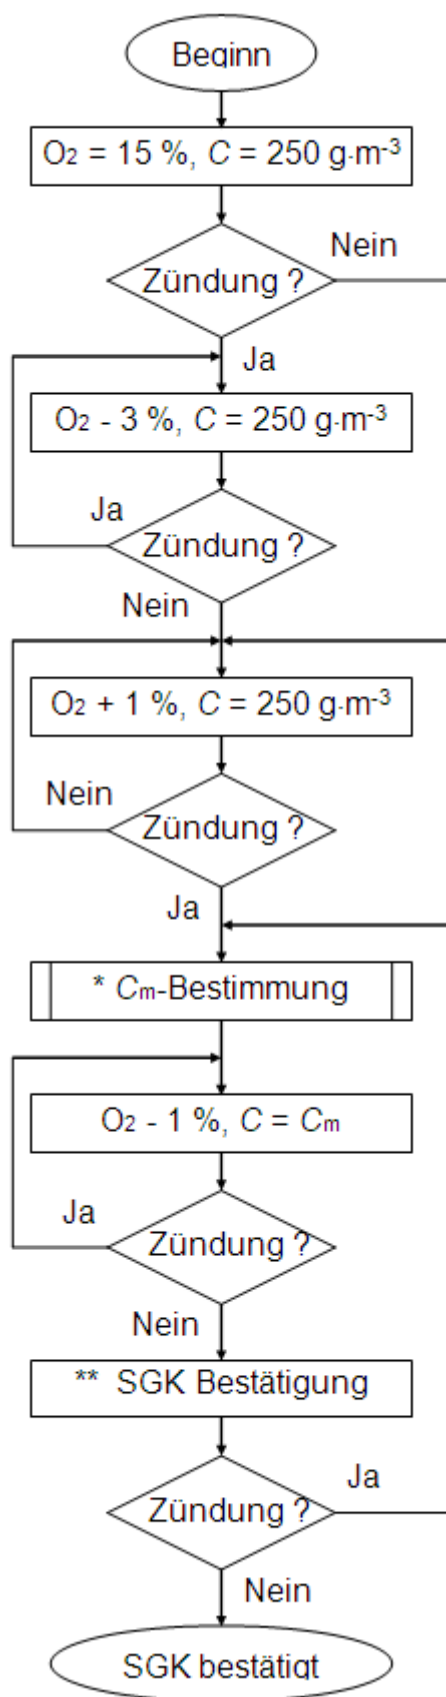 Beginn
O2 = 15 %, C = 250 g·m-3
Nein
Zündung ?
Ja
O2 - 3 %, C = 250 g·m-3
Ja
Zündung ?
Nein
O2 + 1 %, C = 250 g·m-3
Nein
Zündung ?
Ja
* Cm-Bestimmung
O2 - 1 %, C = Cm
Ja
Zündung ?
Nein
** SGK Bestätigung
Ja
Zündung ?
Nein
SGK bestätigt